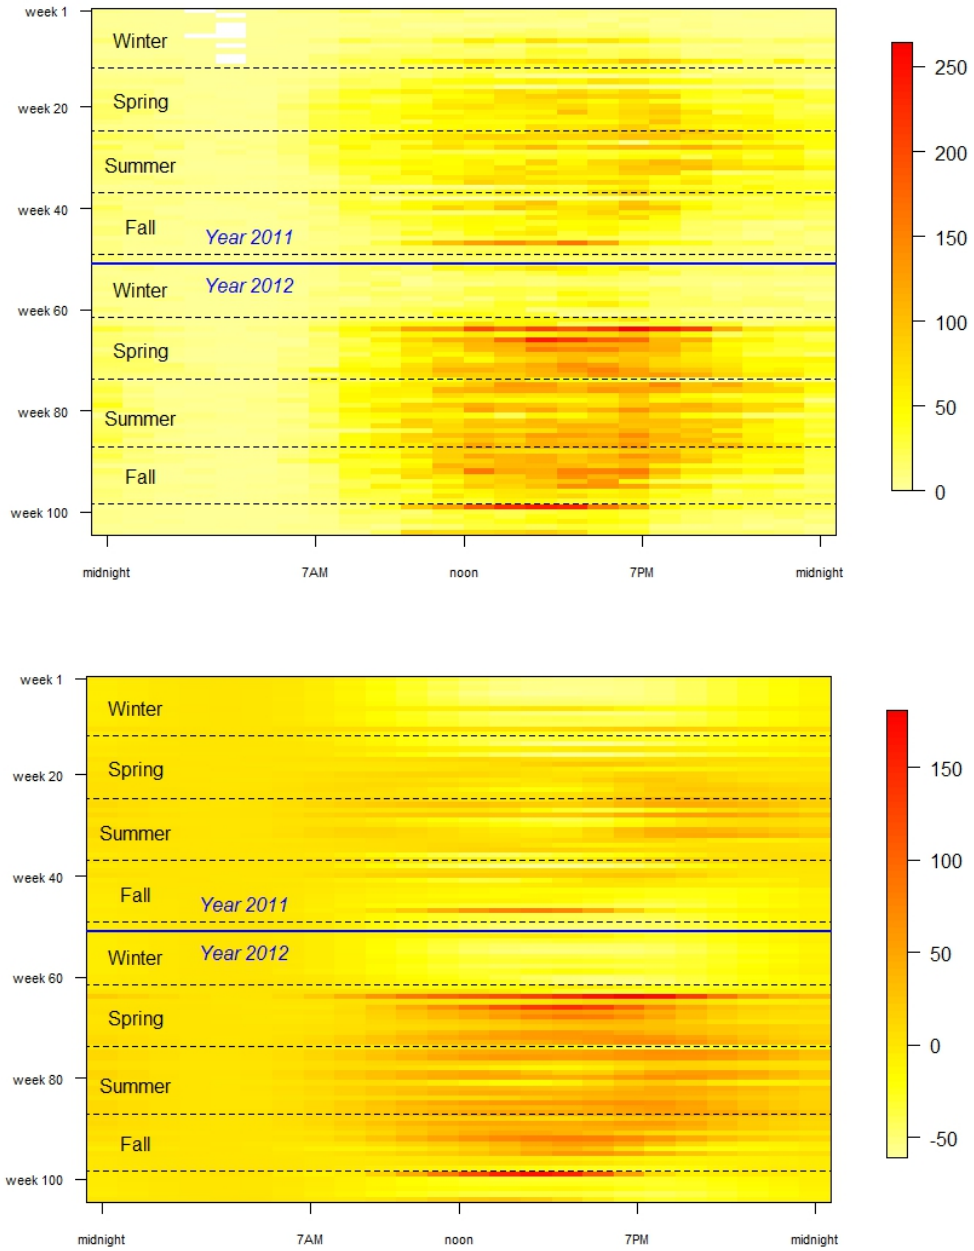 week 1
Winter
Spring
week 20
Summer
week 40
Fall
Year 2011
Year 2012
Winter
week 60
Spring
week 80
Summer
Fall
week 100
midnight 7AM noon 7PM midnight
250
200
150
100
50
0
week 1
Winter
Spring
week 20
Summer
week 40
Fall
Year 2011
Year 2012
Winter
week 60
Spring
week 80
Summer
Fall
week 100
midnight 7AM noon 7PM midnight
150
100
50
0
-50